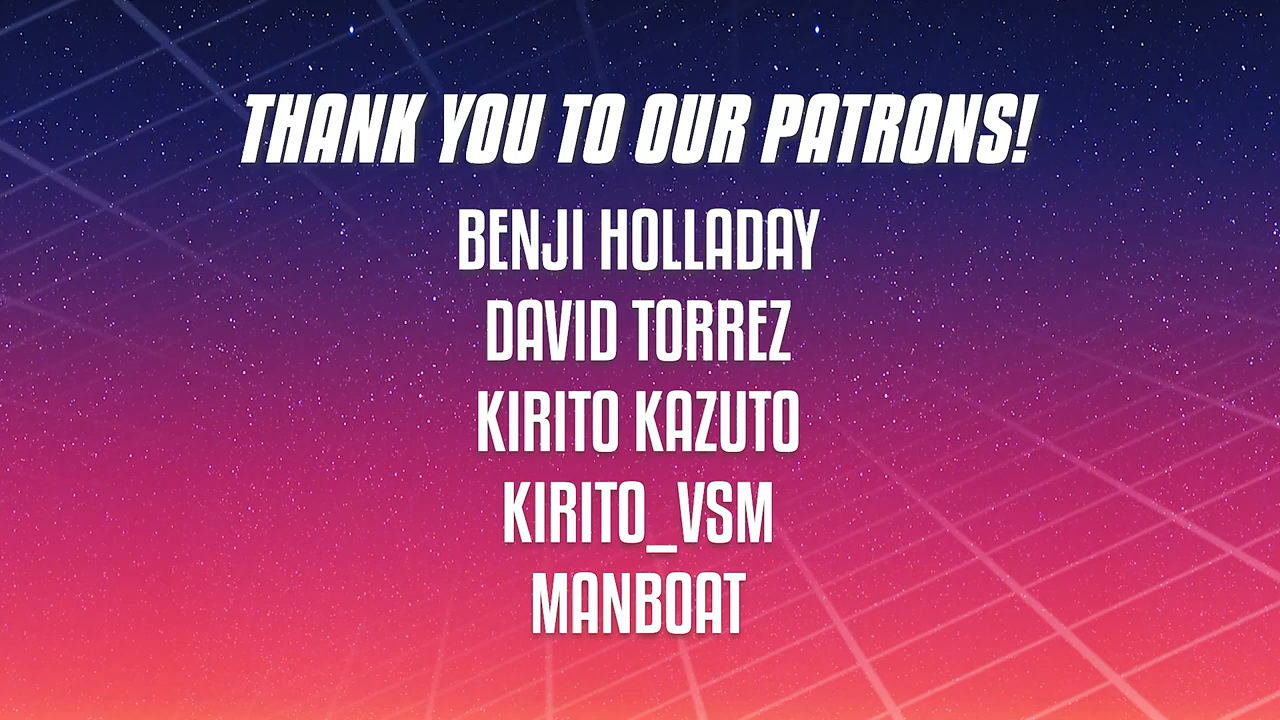 THANK YOU TO OUR PATRONS!
BENJI HOLLADAY
DAVID TORREZ
KIRITO KAZUTO
KIRITO_VSM
MANBOAT